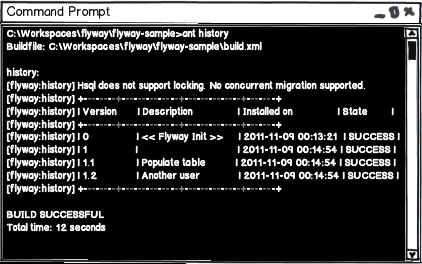 Command Prompt
C:\Workspaces\flyway\flyway-sample>ant history
Buildfile: C:\Workspaces\flyway\flyway-sample\build.xml
history:
[flyway:history] Hsql does not support locking. No concurrent migration supported.
[flyway:history] +-------------+------------------------+---------------------+---------+
[flyway:history] | Version | Description | Installed on | State |
[flyway:history] +-------------+------------------------+---------------------+---------+
[flyway:history] | 0 | << Flyway Init >> | 2011-11-09 00:13:21 | SUCCESS |
[flyway:history] | 1 | | 2011-11-09 00:14:54 | SUCCESS |
[flyway:history] | 1.1 | Populate table | 2011-11-09 00:14:54 | SUCCESS |
[flyway:history] | 1.2 | Another user | 2011-11-09 00:14:54 | SUCCESS |
[flyway:history] +-------------+------------------------+---------------------+---------+
BUILD SUCCESSFUL
Total time: 12 seconds